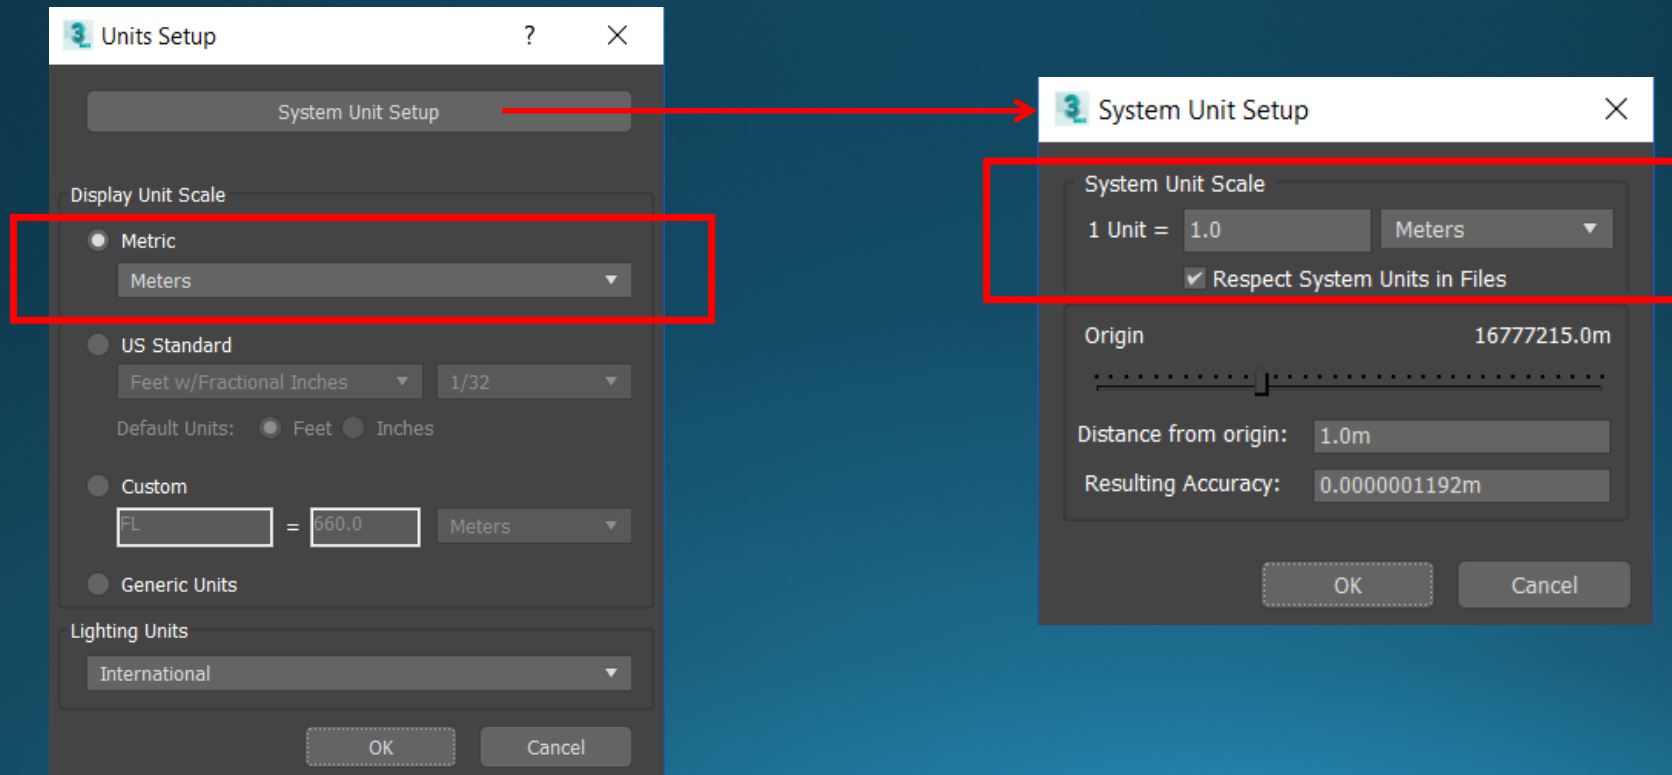 Units Setup
?
System Unit Setup
Display Unit Scale
Metric
Meters
US Standard
Feet w/Fractional Inches
1/32
Default Units: Feet Inches
Custom
FL = 660.0 Meters
Generic Units
Lighting Units
International
OK Cancel
3 System Unit Setup
System Unit Scale
1 Unit = 1.0 Meters
Respect System Units in Files
Origin 16777215.0m
Distance from origin: 1.0m
Resulting Accuracy: 0.0000001192m
OK Cancel